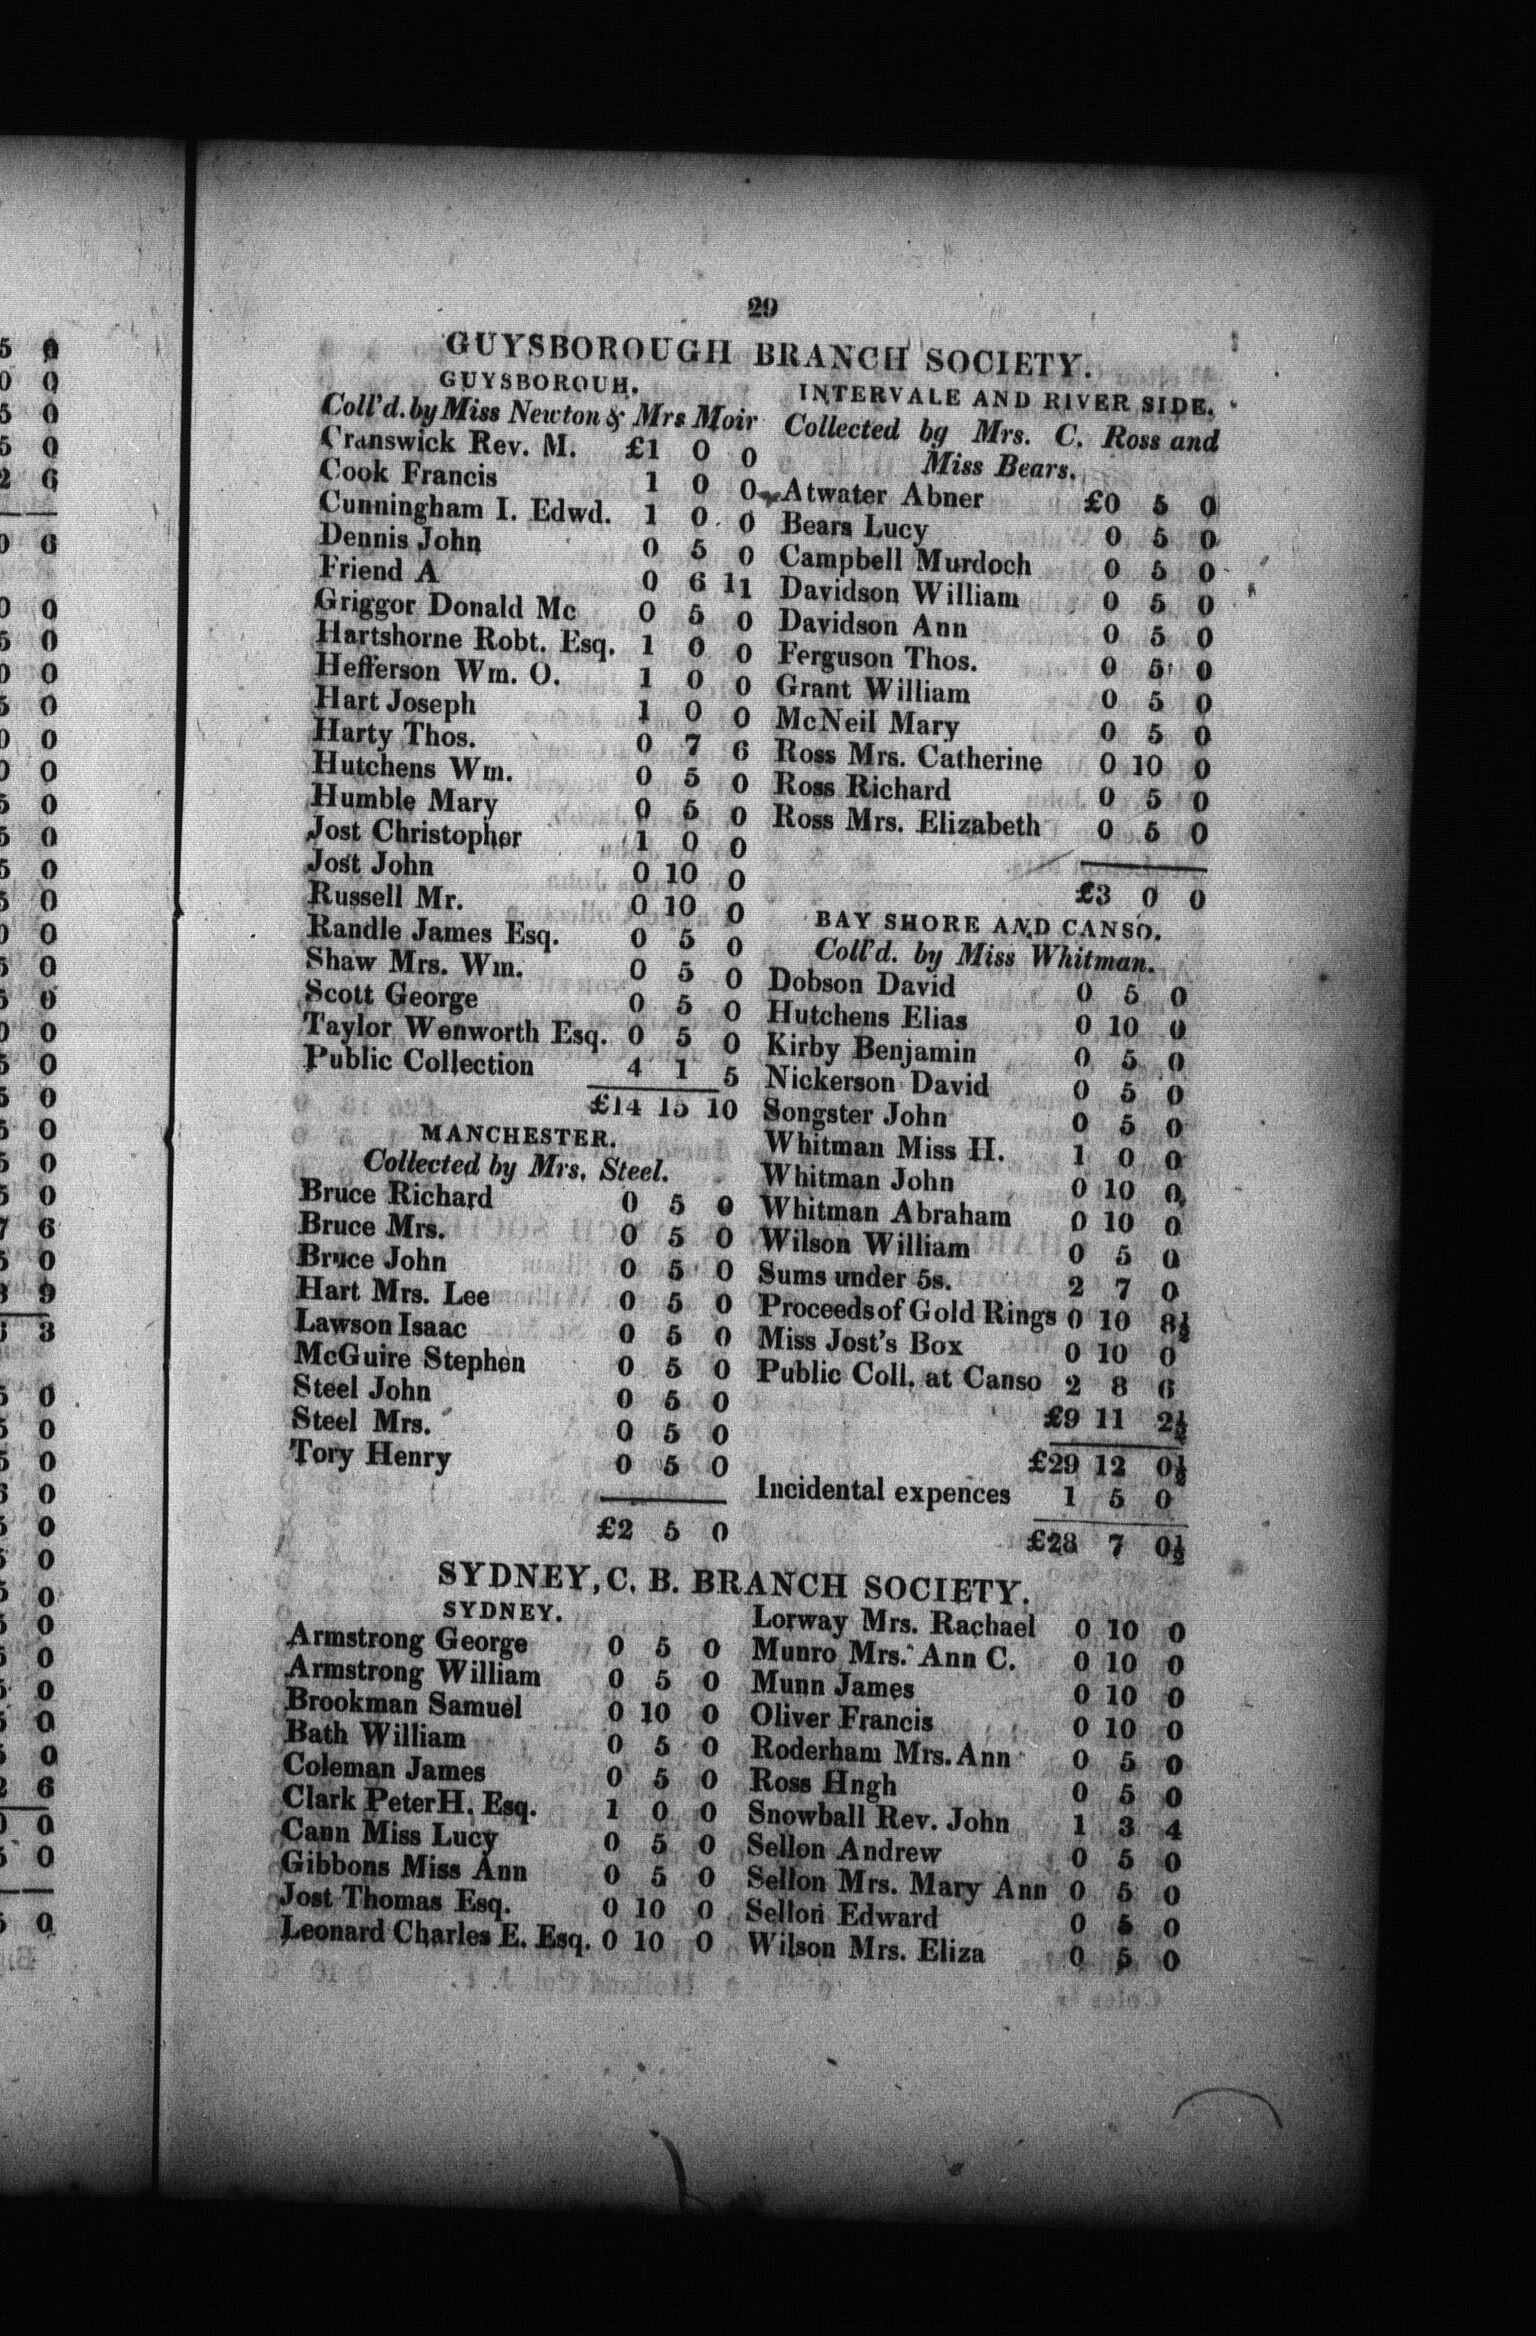 29
GUYSBOROUGH BRANCH SOCIETY.
GUYSBOROUH.
Coll'd. by Miss Newton & Mrs Moir
Cranswick Rev. M. £1 0 0
Cook Francis 1 0 0
Cunningham I. Edwd. 1 0 0
Dennis John 0 5 0
Friend A 0 6 11
Griggor Donald Mc 0 5 0
Hartshorne Robt. Esq. 1 0 0
Hefferson Wm. O. 1 0 0
Hart Joseph 1 0 0
Harty Thos. 0 7 6
Hutchens Wm. 0 5 0
Humble Mary 0 5 0
Jost Christopher 1 0 0
Jost John 0 10 0
Russell Mr. 0 10 0
Randle James Esq. 0 5 0
Shaw Mrs. Wm. 0 5 0
Scott George 0 5 0
Taylor Wenworth Esq. 0 5 0
Public Collection 4 1 5
£14 15 10
MANCHESTER.
Collected by Mrs. Steel.
Bruce Richard 0 5 0
Bruce Mrs. 0 5 0
Bruce John 0 5 0
Hart Mrs. Lee 0 5 0
Lawson Isaac 0 5 0
McGuire Stephen 0 5 0
Steel John 0 5 0
Steel Mrs. 0 5 0
Tory Henry 0 5 0
£2 5 0
INTERVALE AND RIVER SIDE.
Collected bg Mrs. C. Ross and
Miss Bears.
Atwater Abner £0 5 0
Bears Lucy 0 5 0
Campbell Murdoch 0 5 0
Davidson William 0 5 0
Davidson Ann 0 5 0
Ferguson Thos. 0 5 0
Grant William 0 5 0
McNeil Mary 0 5 0
Ross Mrs. Catherine 0 10 0
Ross Richard 0 5 0
Ross Mrs. Elizabeth 0 5 0
£3 0 0
BAY SHORE AND CANSO.
Coll'd. by Miss Whitman.
Dobson David 0 5 0
Hutchens Elias 0 10 0
Kirby Benjamin 0 5 0
Nickerson David 0 5 0
Songster John 0 5 0
Whitman Miss H. 1 0 0
Whitman John 0 10 0
Whitman Abraham 0 10 0
Wilson William 0 5 0
Sums under 5s. 2 7 0
Proceeds of Gold Rings 0 10 8½
Miss Jost's Box 0 10 0
Public Coll. at Canso 2 8 6
£9 11 2½
£29 12 0½
Incidental expences 1 5 0
£28 7 0½
SYDNEY, C. B. BRANCH SOCIETY.
SYDNEY.
Armstrong George 0 5 0
Armstrong William 0 5 0
Brookman Samuel 0 10 0
Bath William 0 5 0
Coleman James 0 5 0
Clark Peter H. Esq. 1 0 0
Cann Miss Lucy 0 5 0
Gibbons Miss Ann 0 5 0
Jost Thomas Esq. 0 10 0
Leonard Charles E. Esq. 0 10 0
Lorway Mrs. Rachael 0 10 0
Munro Mrs. Ann C. 0 10 0
Munn James 0 10 0
Oliver Francis 0 10 0
Roderham Mrs. Ann 0 5 0
Ross Hngh 0 5 0
Snowball Rev. John 1 3 4
Sellon Andrew 0 5 0
Sellon Mrs. Mary Ann 0 5 0
Sellon Edward 0 5 0
Wilson Mrs. Eliza 0 5 0